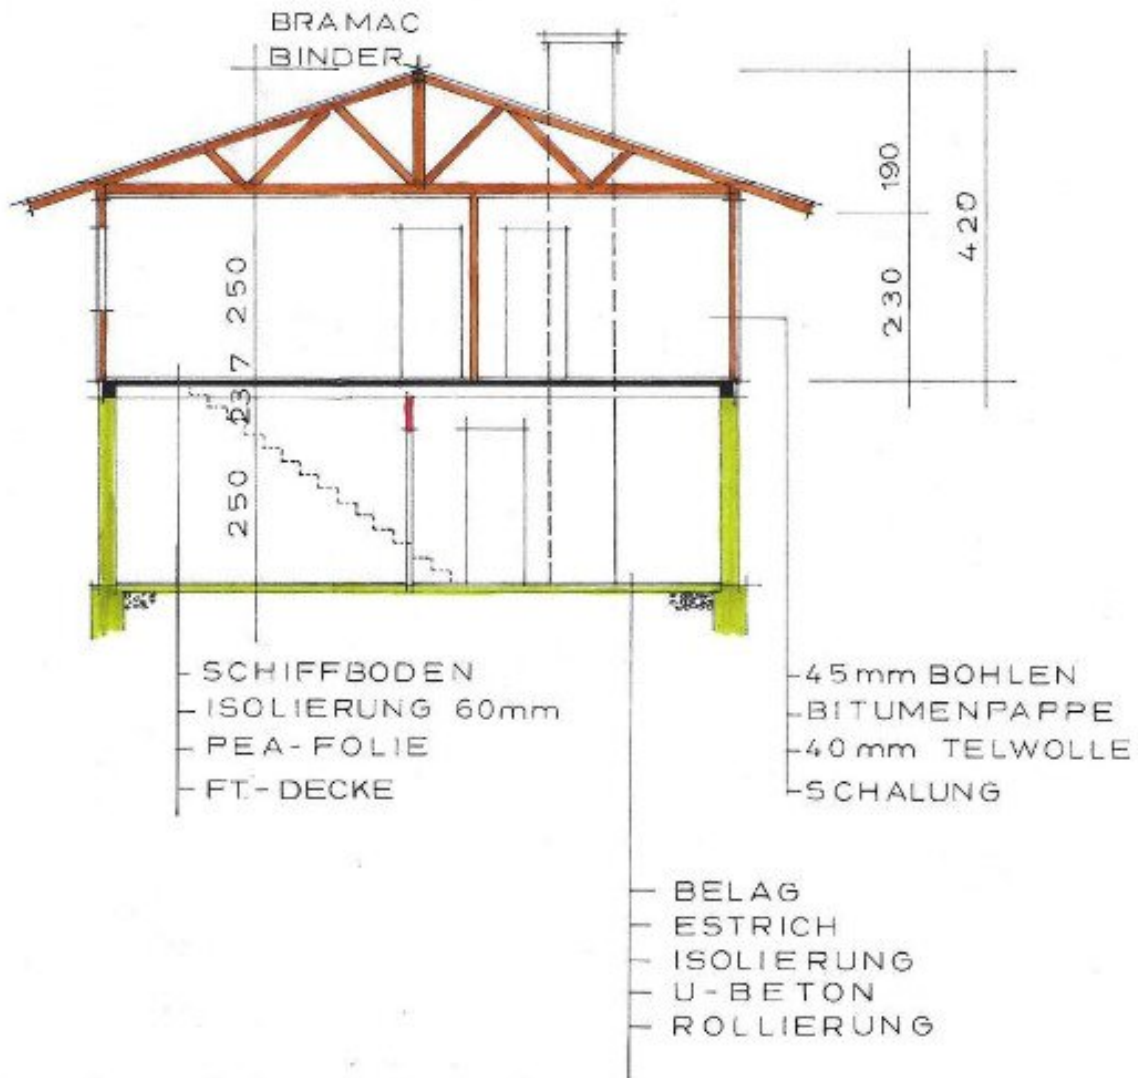 BRAMAC
BINDER
190
420
230
250
7
23
250
SCHIFFBODEN
ISOLIERUNG 60mm
PEA-FOLIE
FT.-DECKE
45mm BOHLEN
BITUMENPAPPE
40mm TELWOLLE
SCHALUNG
BELAG
ESTRICH
ISOLIERUNG
U-BETON
ROLLIERUNG